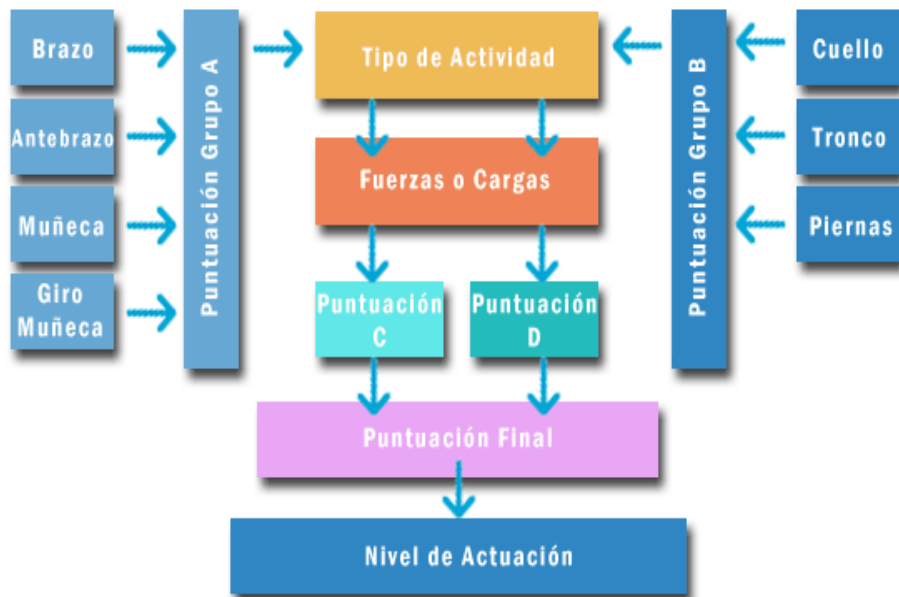 Brazo
Antebrazo
Muñeca
Giro
Muñeca
Puntuación Grupo A
Tipo de Actividad
Fuerzas o Cargas
Puntuación
C
Puntuación
D
Puntuación Final
Nivel de Actuación
Puntuación Grupo B
Cuello
Tronco
Piernas